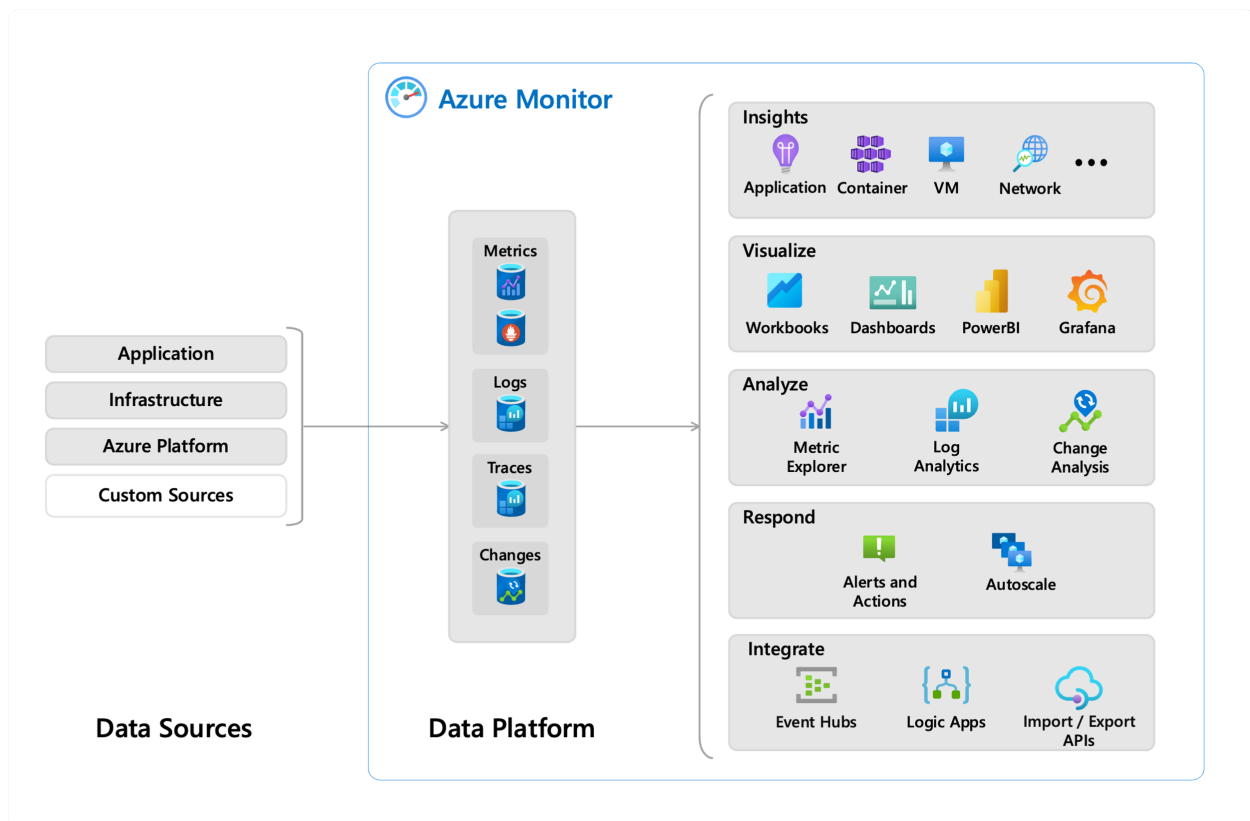 Azure Monitor
Application
Infrastructure
Azure Platform
Custom Sources
Data Sources
Metrics
Logs
Traces
Changes
Data Platform
Insights
Application
Container
VM
Network
•••
Visualize
Workbooks
Dashboards
PowerBI
Grafana
Analyze
Metric
Explorer
Log
Analytics
Change
Analysis
Respond
Alerts and
Actions
Autoscale
Integrate
Event Hubs
Logic Apps
Import / Export
APIs